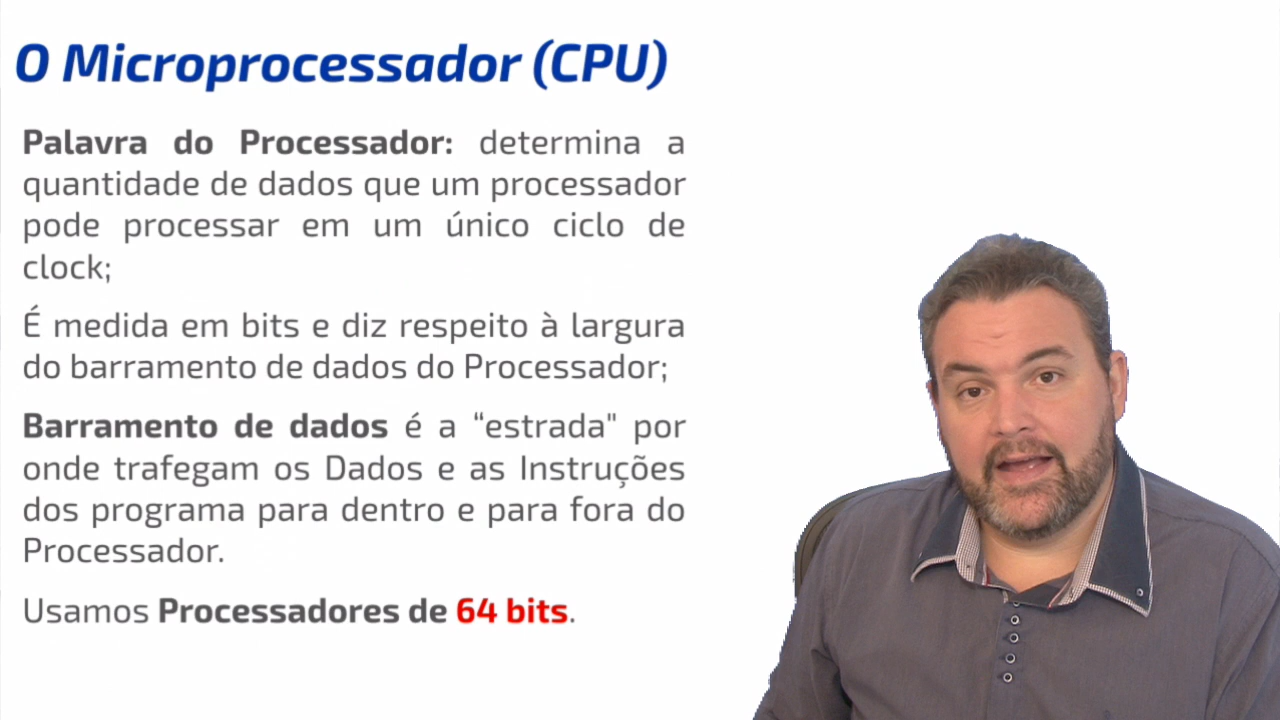 O Microprocessador (CPU)
Palavra do Processador: determina a
quantidade de dados que um processador
pode processar em um único ciclo de
clock;
É medida em bits e diz respeito à largura
do barramento de dados do Processador;
Barramento de dados é a “estrada" por
onde trafegam os Dados e as Instruções
dos programa para dentro e para fora do
Processador.
Usamos Processadores de 64 bits.